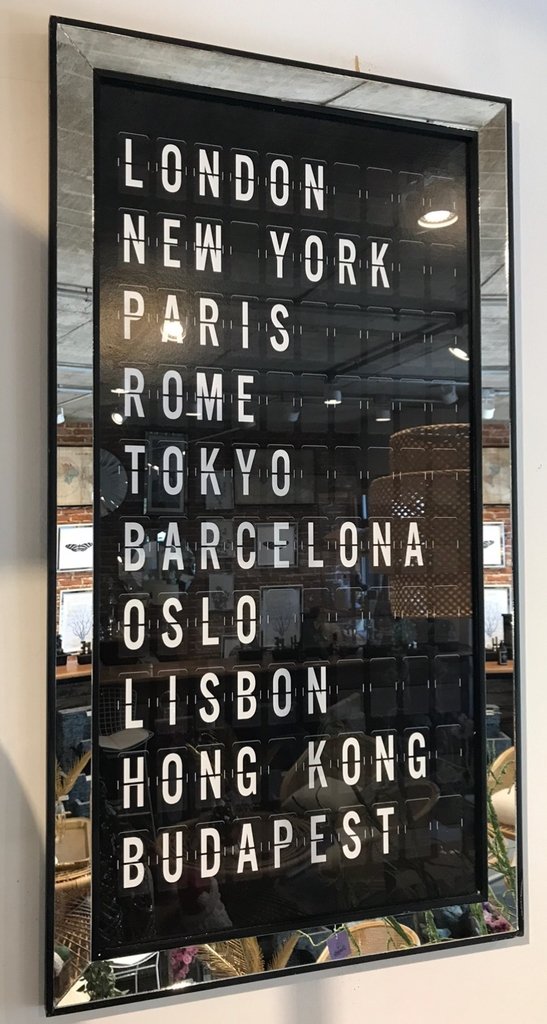 LONDON
NEW YORK
PARIS
ROME
TOKYO
BARCELONA
OSLO
LISBON
HONG KONG
BUDAPEST